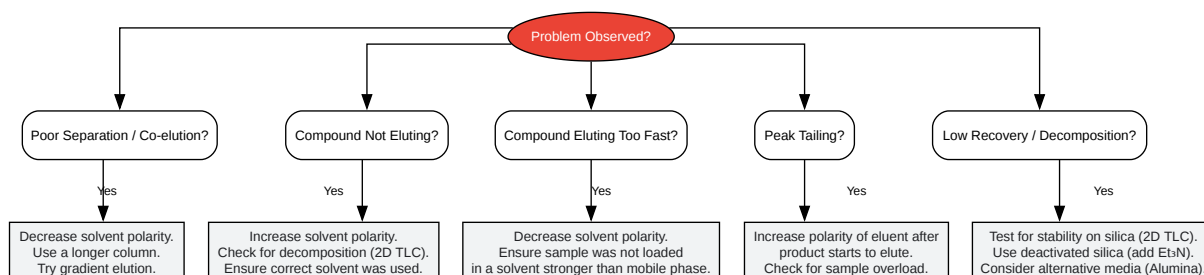 Problem Observed?
Poor Separation / Co-elution?
Compound Not Eluting?
Compound Eluting Too Fast?
Peak Tailing?
Low Recovery / Decomposition?
Yes
Yes
Yes
Yes
Yes
Decrease solvent polarity.
Use a longer column.
Try gradient elution.
Increase solvent polarity.
Check for decomposition (2D TLC).
Ensure correct solvent was used.
Decrease solvent polarity.
Ensure sample was not loaded
in a solvent stronger than mobile phase.
Increase polarity of eluent after
product starts to elute.
Check for sample overload.
Test for stability on silica (2D TLC).
Use deactivated silica (add Et₃N).
Consider alternative media